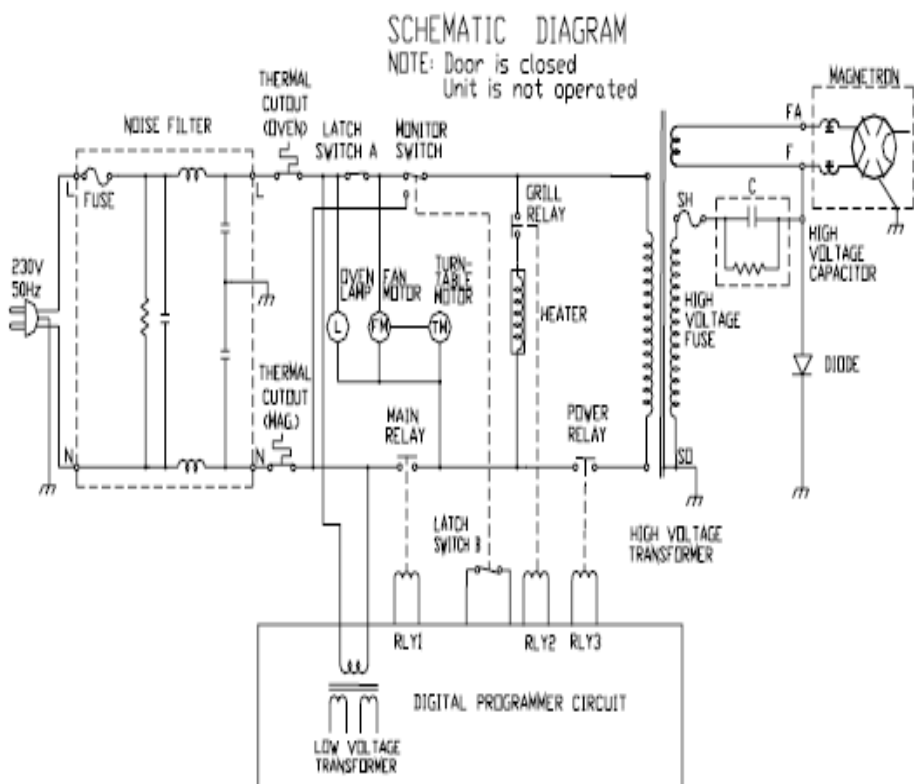 SCHEMATIC DIAGRAM
NOTE: Door is closed
Unit is not operated
THERMAL
CUTOUT
(OVEN)
NOISE FILTER
LATCH
SWITCH A
MONITOR
SWITCH
MAGNETRON
FA
F
L
FUSE
L
GRILL
RELAY
SH
C
HIGH
VOLTAGE
CAPACITOR
230V
50Hz
OVEN
LAMP
FAN
MOTOR
TURN-
TABLE
MOTOR
L
FM
TM
HEATER
HIGH
VOLTAGE
FUSE
DIODE
THERMAL
CUTOUT
(MAG.)
MAIN
RELAY
POWER
RELAY
N
N
SO
LATCH
SWITCH B
HIGH VOLTAGE
TRANSFORMER
RLY1
RLY2
RLY3
DIGITAL PROGRAMMER CIRCUIT
LOW VOLTAGE
TRANSFORMER